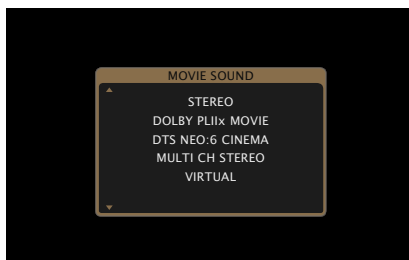 MOVIE SOUND
STEREO
DOLBY PLIIx MOVIE
DTS NEO:6 CINEMA
MULTI CH STEREO
VIRTUAL